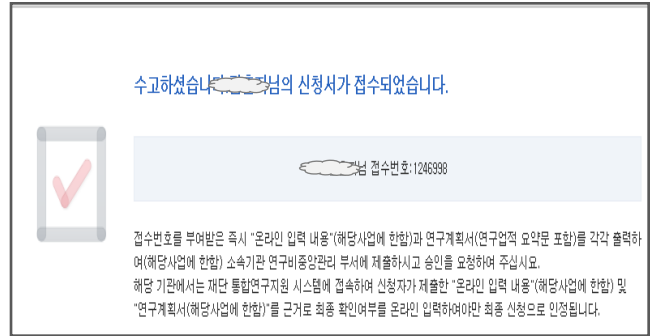 수고하셨습니 님의 신청서가 접수되었습니다.
님 접수번호:1246998
접수번호를 부여받은 즉시 "온라인 입력 내용"(해당사업에 한함)과 연구계획서(연구업적 요약문 포함)를 각각 출력하
여(해당사업에 한함) 소속기관 연구비중앙관리 부서에 제출하시고 승인을 요청하여 주십시요.
해당 기관에서는 재단 통합연구지원 시스템에 접속하여 신청자가 제출한 "온라인 입력 내용"(해당사업에 한함) 및
"연구계획서(해당사업에 한함)"를 근거로 최종 확인여부를 온라인 입력하여야만 최종 신청으로 인정됩니다.